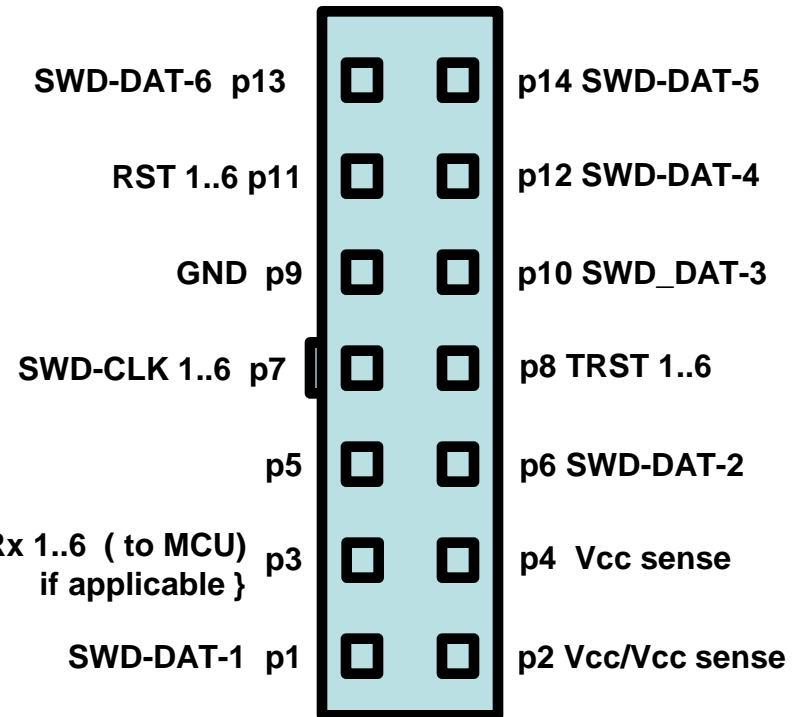 SWD-DAT-6 p13
p14 SWD-DAT-5
RST 1..6 p11
p12 SWD-DAT-4
GND p9
p10 SWD_DAT-3
SWD-CLK 1..6 p7
p8 TRST 1..6
p5
p6 SWD-DAT-2
1..6 ( to MCU)
if applicable }
p3
p4 Vcc sense
SWD-DAT-1 p1
p2 Vcc/Vcc sense